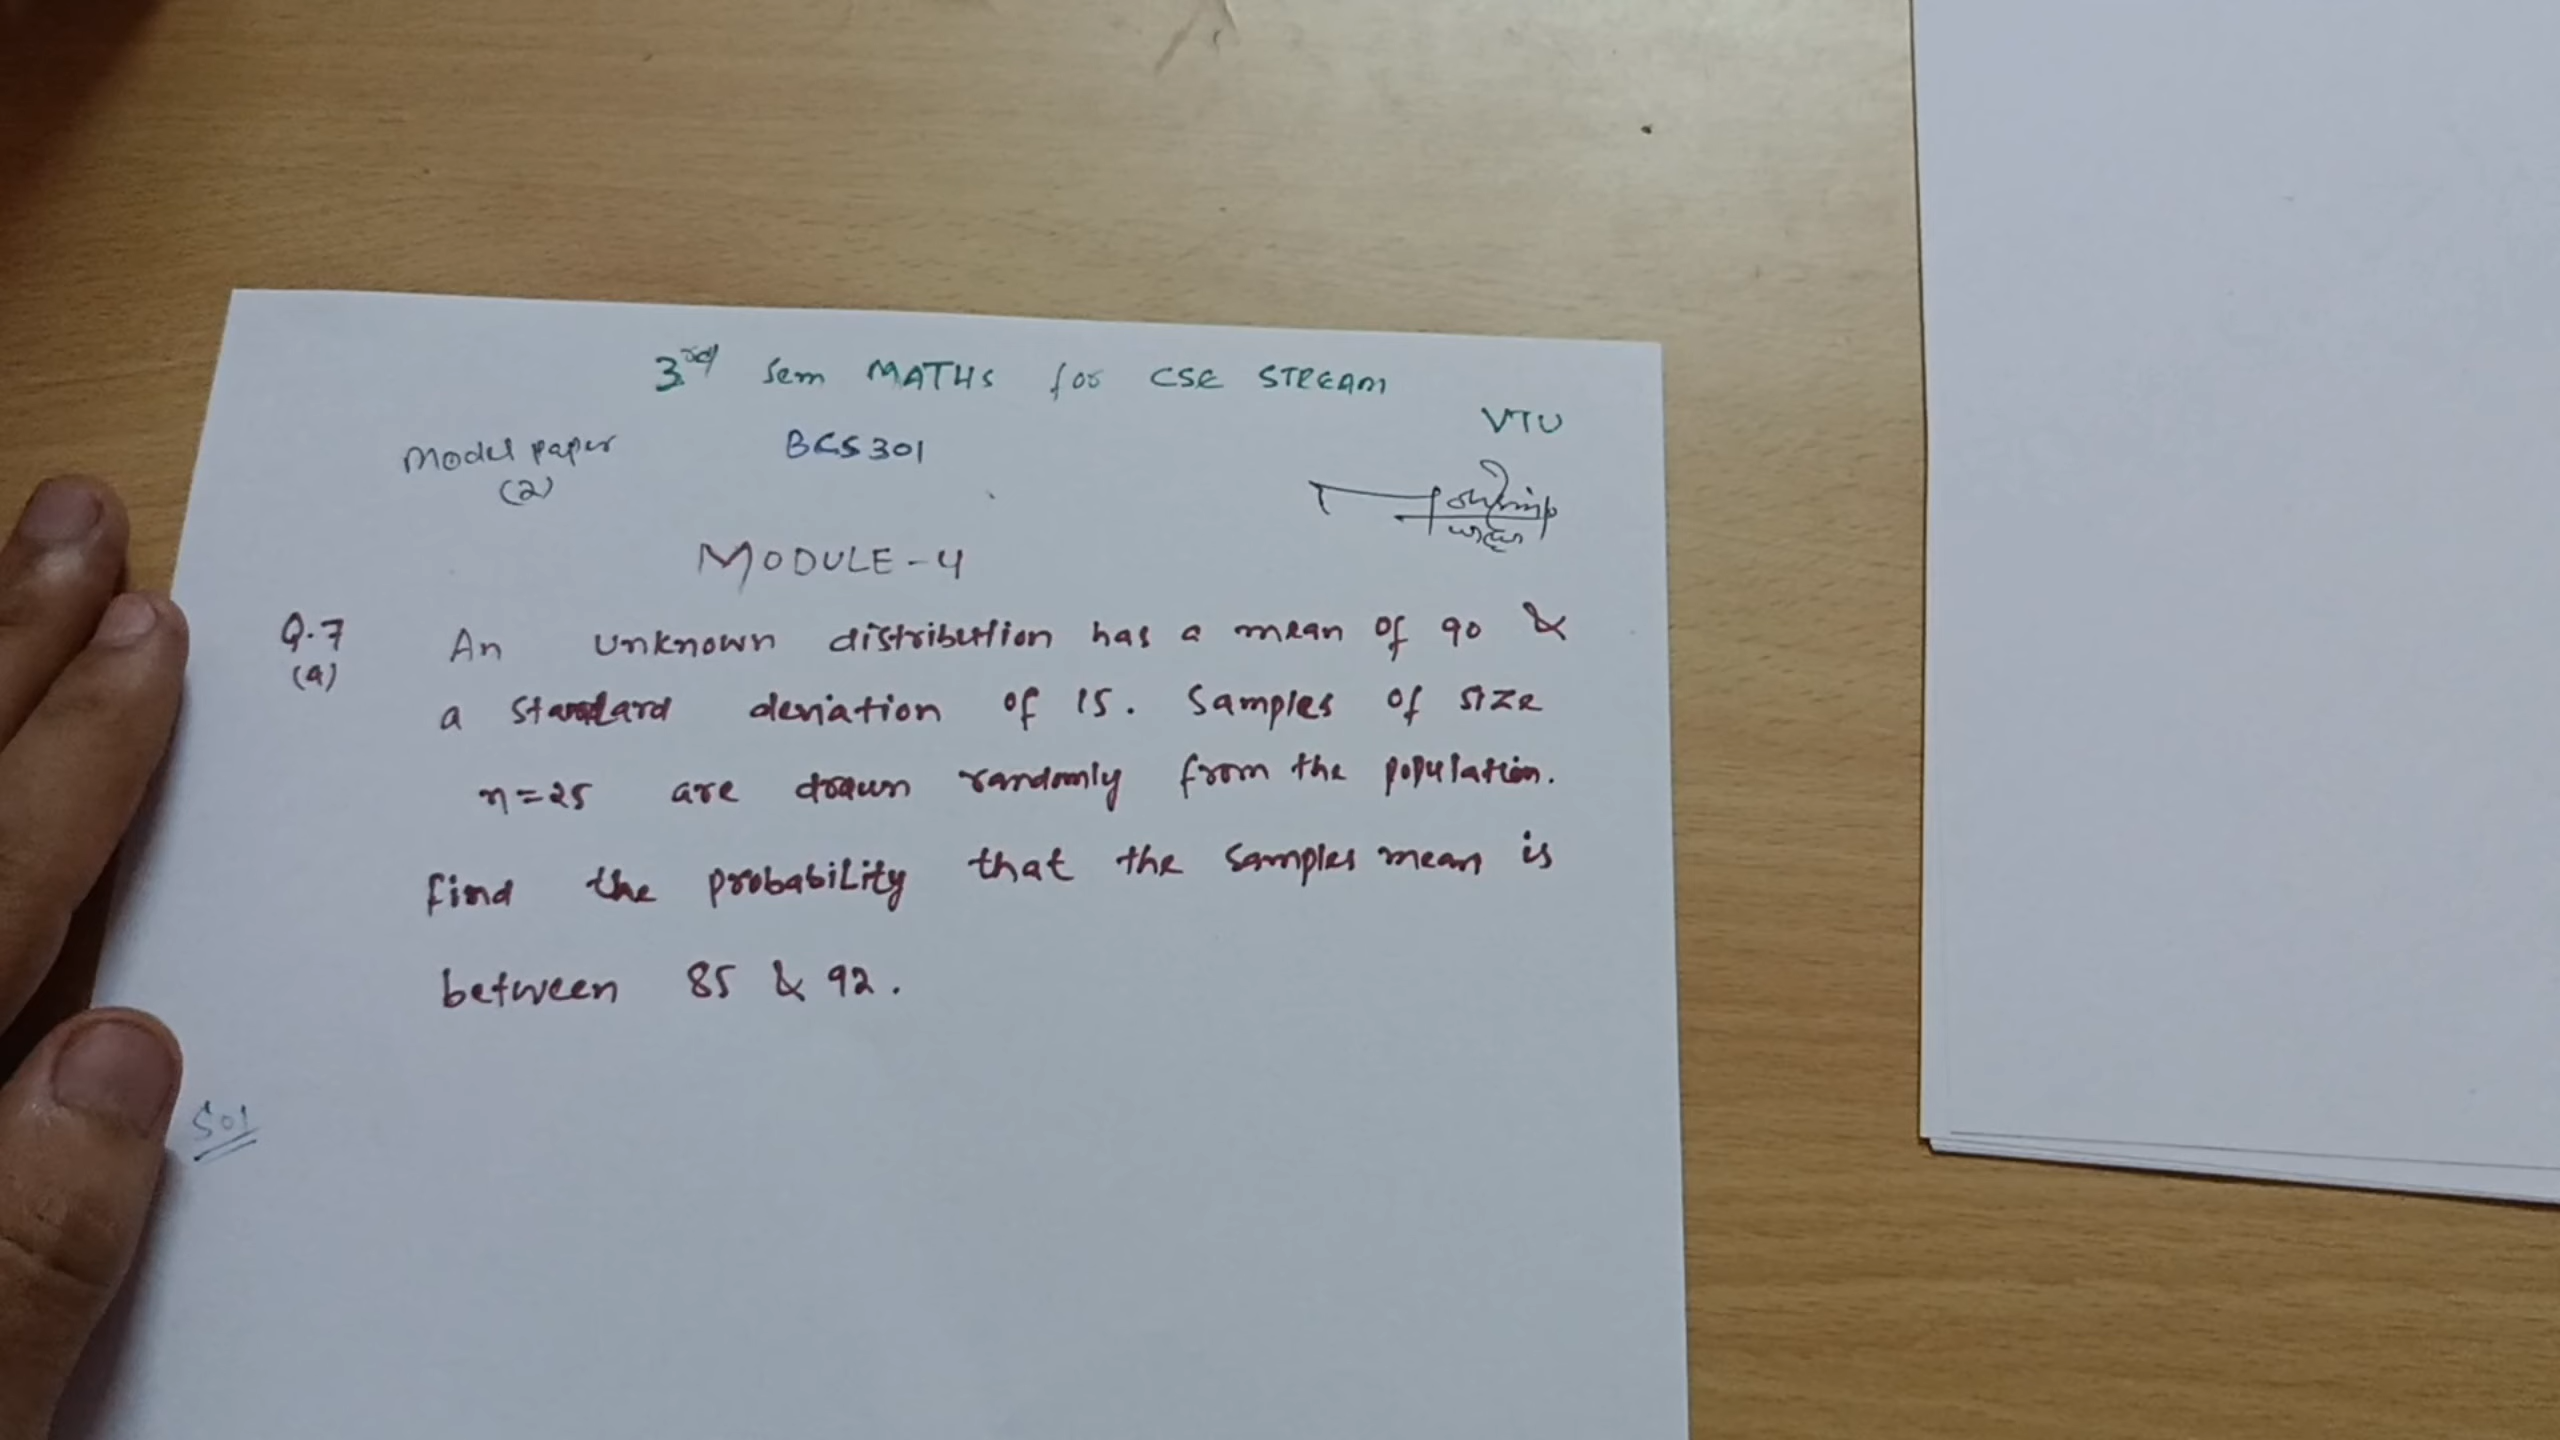 3rd Sem MATHS for CSE STREAM
VTU
Model paper
(2)
BCS301
MODULE-4
Q.7
(a)
An unknown distribution has a mean of 90 &
a standard deviation of 15. Samples of size
n=25 are drawn randomly from the population.
find the probability that the samples mean is
between 85 & 92.
Sol